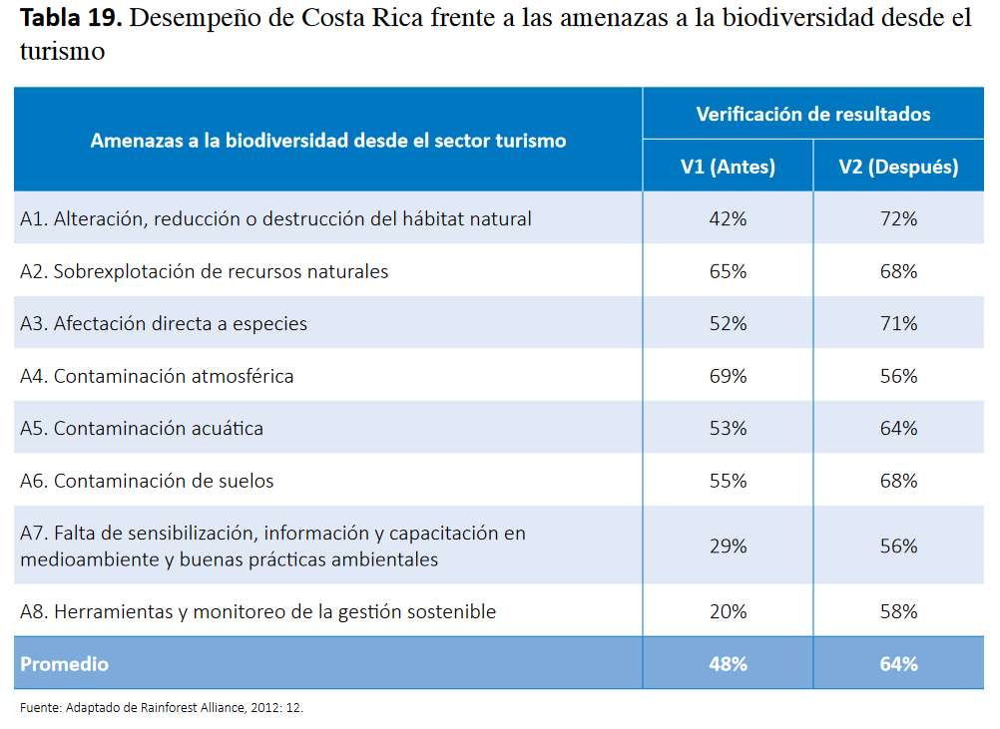 Tabla 19. Desempeño de Costa Rica frente a las amenazas a la biodiversidad desde el
turismo
Amenazas a la biodiversidad desde el sector turismo
Verificación de resultados
V1 (Antes) V2 (Después)
A1. Alteración, reducción o destrucción del hábitat natural 42% 72%
A2. Sobrexplotación de recursos naturales 65% 68%
A3. Afectación directa a especies 52% 71%
A4. Contaminación atmosférica 69% 56%
A5. Contaminación acuática 53% 64%
A6. Contaminación de suelos 55% 68%
A7. Falta de sensibilización, información y capacitación en
medioambiente y buenas prácticas ambientales 29% 56%
A8. Herramientas y monitoreo de la gestión sostenible 20% 58%
Promedio 48% 64%
Fuente: Adaptado de Rainforest Alliance, 2012: 12.